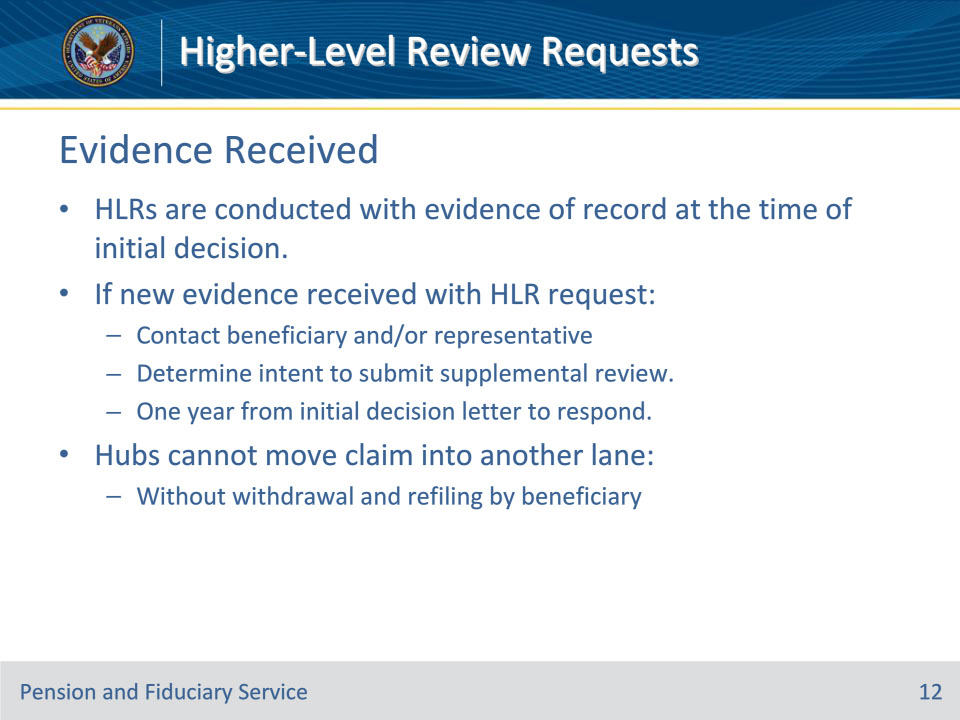 Higher-Level Review Requests
Evidence Received
• HLRs are conducted with evidence of record at the time of
initial decision.
• If new evidence received with HLR request:
– Contact beneficiary and/or representative
– Determine intent to submit supplemental review.
– One year from initial decision letter to respond.
• Hubs cannot move claim into another lane:
– Without withdrawal and refiling by beneficiary
Pension and Fiduciary Service
12